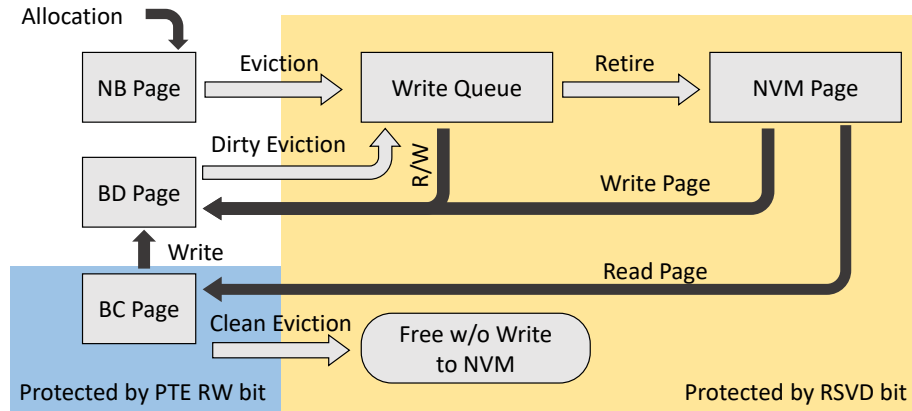 Allocation
NB Page
Eviction
Write Queue
Retire
NVM Page
Dirty Eviction
R/W
BD Page
Write Page
Write
Read Page
BC Page
Clean Eviction
Free w/o Write
to NVM
Protected by PTE RW bit
Protected by RSVD bit